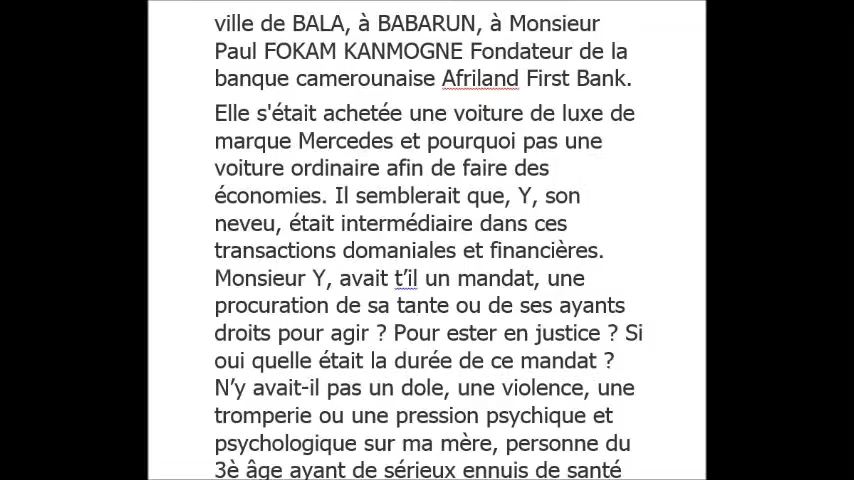 ville de BALA, à BABARUN, à Monsieur
Paul FOKAM KANMOGNE Fondateur de la
banque camerounaise Afriland First Bank.
Elle s'était achetée une voiture de luxe de
marque Mercedes et pourquoi pas une
voiture ordinaire afin de faire des
économies. Il semblerait que, Y, son
neveu, était intermédiaire dans ces
transactions domaniales et financières.
Monsieur Y, avait t’il un mandat, une
procuration de sa tante ou de ses ayants
droits pour agir ? Pour ester en justice ? Si
oui quelle était la durée de ce mandat ?
N’y avait-il pas un dole, une violence, une
tromperie ou une pression psychique et
psychologique sur ma mère, personne du
3è âge ayant de sérieux ennuis de santé